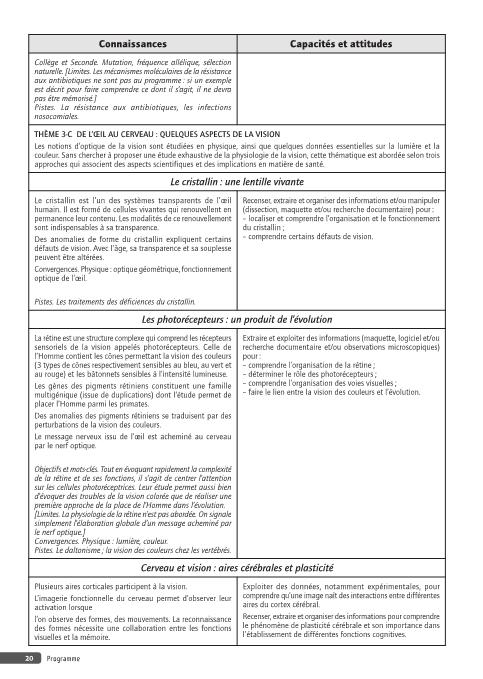 Connaissances
Capacités et attitudes
Collège et Seconde. Mutation, fréquence allélique, sélection
naturelle. [Limites. Les mécanismes moléculaires de la résistance
aux antibiotiques ne sont pas au programme : si un exemple
est décrit pour faire comprendre ce dont il s'agit, il ne devra
pas être mémorisé.]
Pistes. La résistance aux antibiotiques, les infections
nosocomiales.
THÈME 3-C DE L'ŒIL AU CERVEAU : QUELQUES ASPECTS DE LA VISION
Les notions d'optique de la vision sont étudiées en physique, ainsi que quelques données essentielles sur la lumière et la
couleur. Sans chercher à proposer une étude exhaustive de la physiologie de la vision, cette thématique est abordée selon trois
approches qui associent des aspects scientifiques et des implications en matière de santé.
Le cristallin : une lentille vivante
Le cristallin est l'un des systèmes transparents de l'œil
humain. Il est formé de cellules vivantes qui renouvellent en
permanence leur contenu. Les modalités de ce renouvellement
sont indispensables à sa transparence.
Des anomalies de forme du cristallin expliquent certains
défauts de vision. Avec l'âge, sa transparence et sa souplesse
peuvent être altérées.
Convergences. Physique : optique géométrique, fonctionnement
optique de l'œil.
Pistes. Les traitements des déficiences du cristallin.
Recenser, extraire et organiser des informations et/ou manipuler
(dissection, maquette et/ou recherche documentaire) pour :
– localiser et comprendre l'organisation et le fonctionnement
du cristallin ;
– comprendre certains défauts de vision.
Les photorécepteurs : un produit de l'évolution
La rétine est une structure complexe qui comprend les récepteurs
sensoriels de la vision appelés photorécepteurs. Celle de
l'Homme contient les cônes permettant la vision des couleurs
(3 types de cônes respectivement sensibles au bleu, au vert et
au rouge) et les bâtonnets sensibles à l'intensité lumineuse.
Les gènes des pigments rétiniens constituent une famille
multigénique (issue de duplications) dont l'étude permet de
placer l'Homme parmi les primates.
Des anomalies des pigments rétiniens se traduisent par des
perturbations de la vision des couleurs.
Le message nerveux issu de l'œil est acheminé au cerveau
par le nerf optique.
Objectifs et mots-clés. Tout en évoquant rapidement la complexité
de la rétine et de ses fonctions, il s'agit de centrer l'attention
sur les cellules photoréceptrices. Leur étude permet aussi bien
d'évoquer des troubles de la vision colorée que de réaliser une
première approche de la place de l'Homme dans l'évolution.
[Limites. La physiologie de la rétine n'est pas abordée. On signale
simplement l'élaboration globale d'un message acheminé par
le nerf optique.]
Convergences. Physique : lumière, couleur.
Pistes. Le daltonisme ; la vision des couleurs chez les vertébrés.
Extraire et exploiter des informations (maquette, logiciel et/ou
recherche documentaire et/ou observations microscopiques)
pour :
– comprendre l'organisation de la rétine ;
– déterminer le rôle des photorécepteurs ;
– comprendre l'organisation des voies visuelles ;
– faire le lien entre la vision des couleurs et l'évolution.
Cerveau et vision : aires cérébrales et plasticité
Plusieurs aires corticales participent à la vision.
L'imagerie fonctionnelle du cerveau permet d'observer leur
activation lorsque
l'on observe des formes, des mouvements. La reconnaissance
des formes nécessite une collaboration entre les fonctions
visuelles et la mémoire.
Exploiter des données, notamment expérimentales, pour
comprendre qu'une image naît des interactions entre différentes
aires du cortex cérébral.
Recenser, extraire et organiser des informations pour comprendre
le phénomène de plasticité cérébrale et son importance dans
l'établissement de différentes fonctions cognitives.
20 Programme